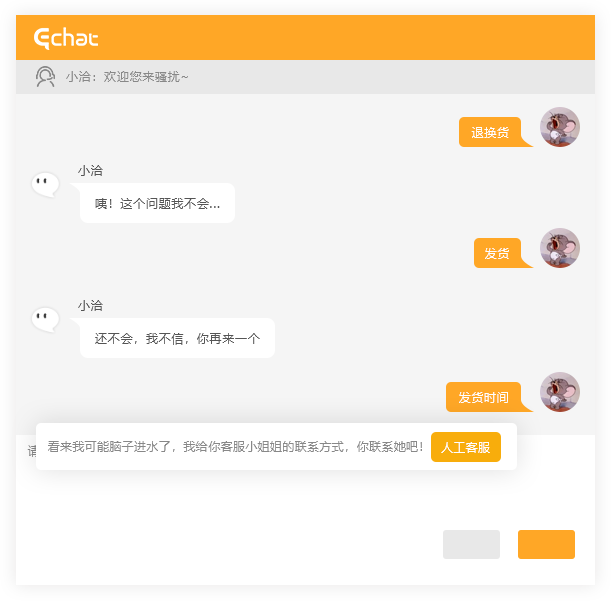 Echat
小洽：欢迎您来骚扰~
退换货
小洽
咦！这个问题我不会...
发货
小洽
还不会，我不信，你再来一个
发货时间
请
看来我可能脑子进水了，我给你客服小姐姐的联系方式，你联系她吧！
人工客服